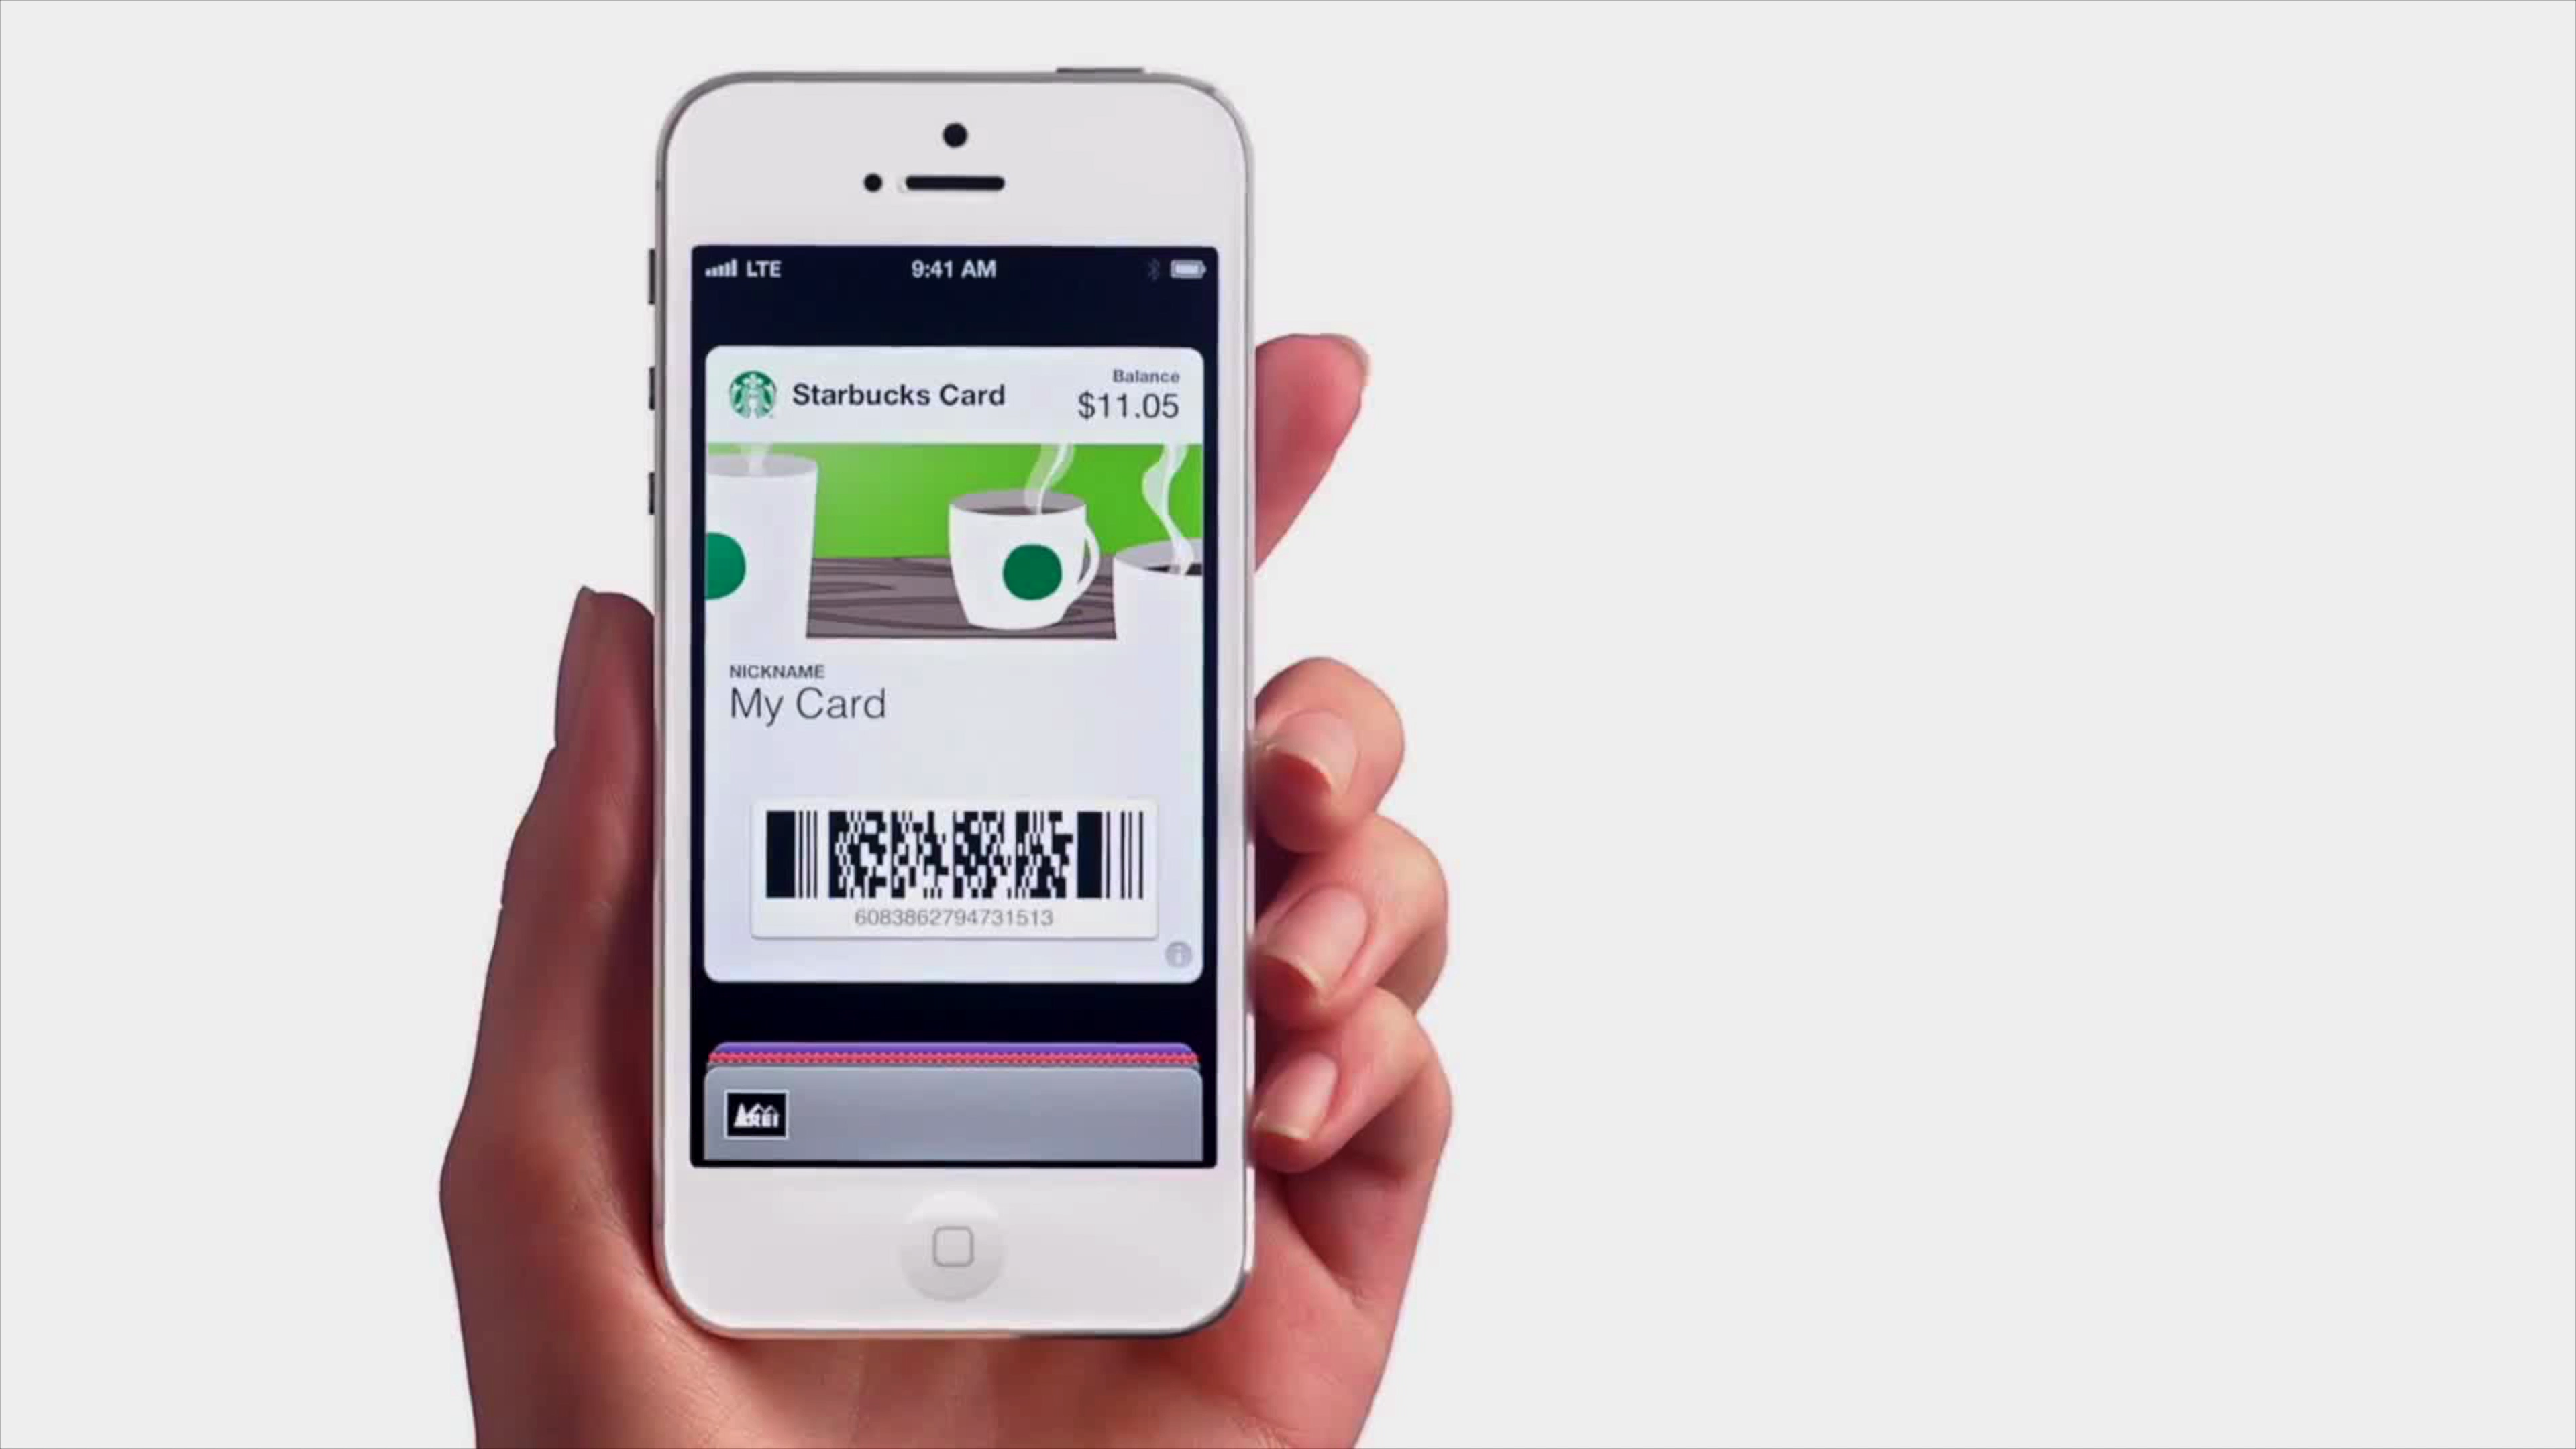 LTE 9:41 AM
Starbucks Card
Balance
$11.05
NICKNAME
My Card
6083862794731513
REI